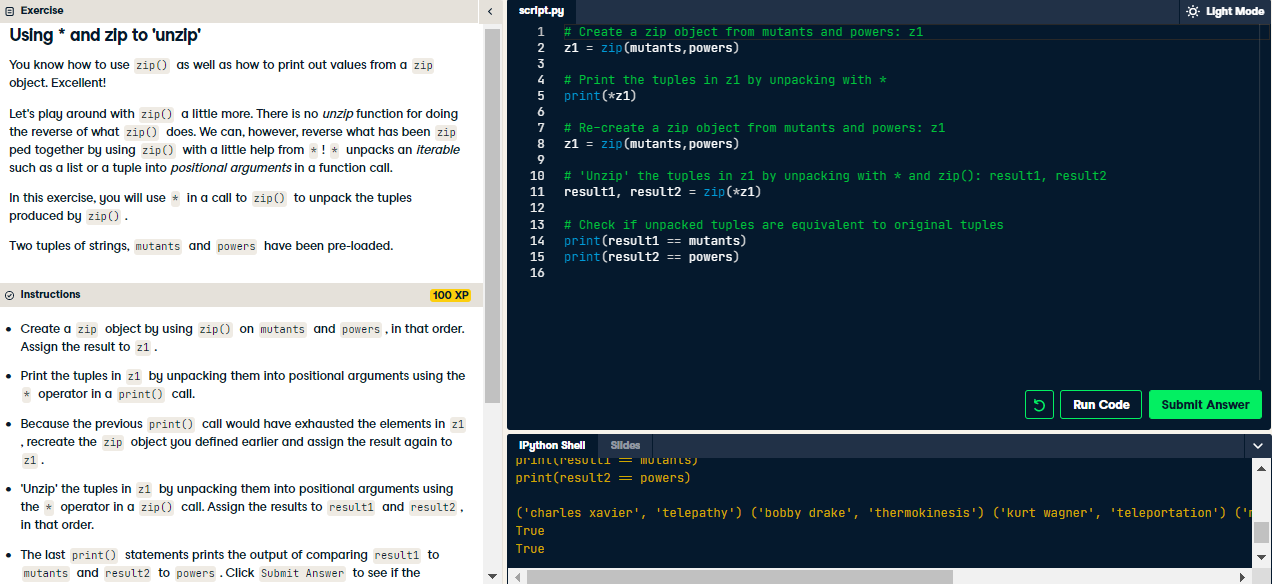 Exercise
Using * and zip to 'unzip'
You know how to use zip() as well as how to print out values from a zip
object. Excellent!
Let's play around with zip() a little more. There is no unzip function for doing
the reverse of what zip() does. We can, however, reverse what has been zip
ped together by using zip() with a little help from * ! * unpacks an iterable
such as a list or a tuple into positional arguments in a function call.
In this exercise, you will use * in a call to zip() to unpack the tuples
produced by zip() .
Two tuples of strings, mutants and powers have been pre-loaded.
Instructions
100 XP
• Create a zip object by using zip() on mutants and powers , in that order.
Assign the result to z1 .
• Print the tuples in z1 by unpacking them into positional arguments using the
* operator in a print() call.
• Because the previous print() call would have exhausted the elements in z1
, recreate the zip object you defined earlier and assign the result again to
z1 .
• 'Unzip' the tuples in z1 by unpacking them into positional arguments using
the * operator in a zip() call. Assign the results to result1 and result2 ,
in that order.
• The last print() statements prints the output of comparing result1 to
mutants and result2 to powers . Click Submit Answer to see if the
script.py
Light Mode
1 # Create a zip object from mutants and powers: z1
2 z1 = zip(mutants,powers)
3
4 # Print the tuples in z1 by unpacking with *
5 print(*z1)
6
7 # Re-create a zip object from mutants and powers: z1
8 z1 = zip(mutants,powers)
9
10 # 'Unzip' the tuples in z1 by unpacking with * and zip(): result1, result2
11 result1, result2 = zip(*z1)
12
13 # Check if unpacked tuples are equivalent to original tuples
14 print(result1 == mutants)
15 print(result2 == powers)
16
Run Code
Submit Answer
IPython Shell
Slides
print(result1 == mutants)
print(result2 == powers)
('charles xavier', 'telepathy') ('bobby drake', 'thermokinesis') ('kurt wagner', 'teleportation') ('
True
True